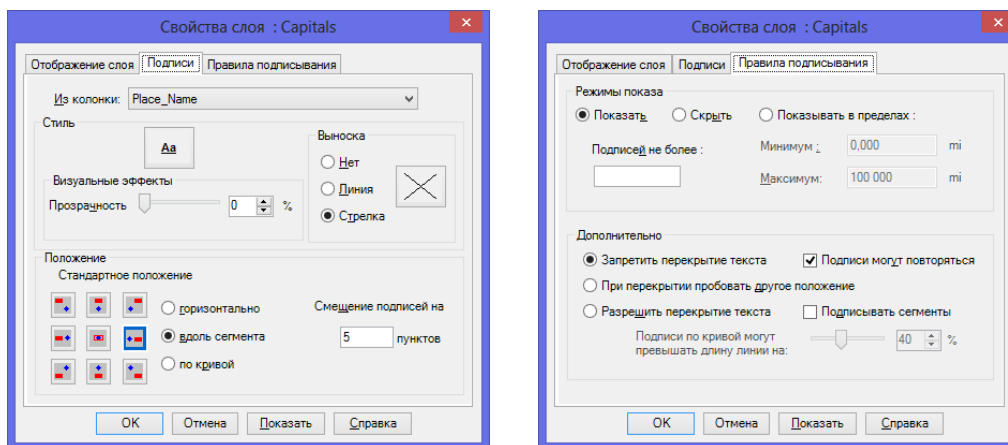 Свойства слоя : Capitals
Отображение слоя Подписи Правила подписывания
Из колонки: Place_Name
Стиль
Aa
Визуальные эффекты
Прозрачность 0 %
Выноска
Нет
Линия
Стрелка
Положение
Стандартное положение
горизонтально
вдоль сегмента
по кривой
Смещение подписей на
5 пунктов
OK Отмена Показать Справка
Свойства слоя : Capitals
Отображение слоя Подписи Правила подписывания
Режимы показа
Показать Скрыть Показывать в пределах :
Подписей не более :
Минимум : 0,000 mi
Максимум: 100 000 mi
Дополнительно
Запретить перекрытие текста Подписи могут повторяться
При перекрытии пробовать другое положение
Разрешить перекрытие текста Подписывать сегменты
Подписи по кривой могут
превышать длину линии на: 40 %
OK Отмена Показать Справка